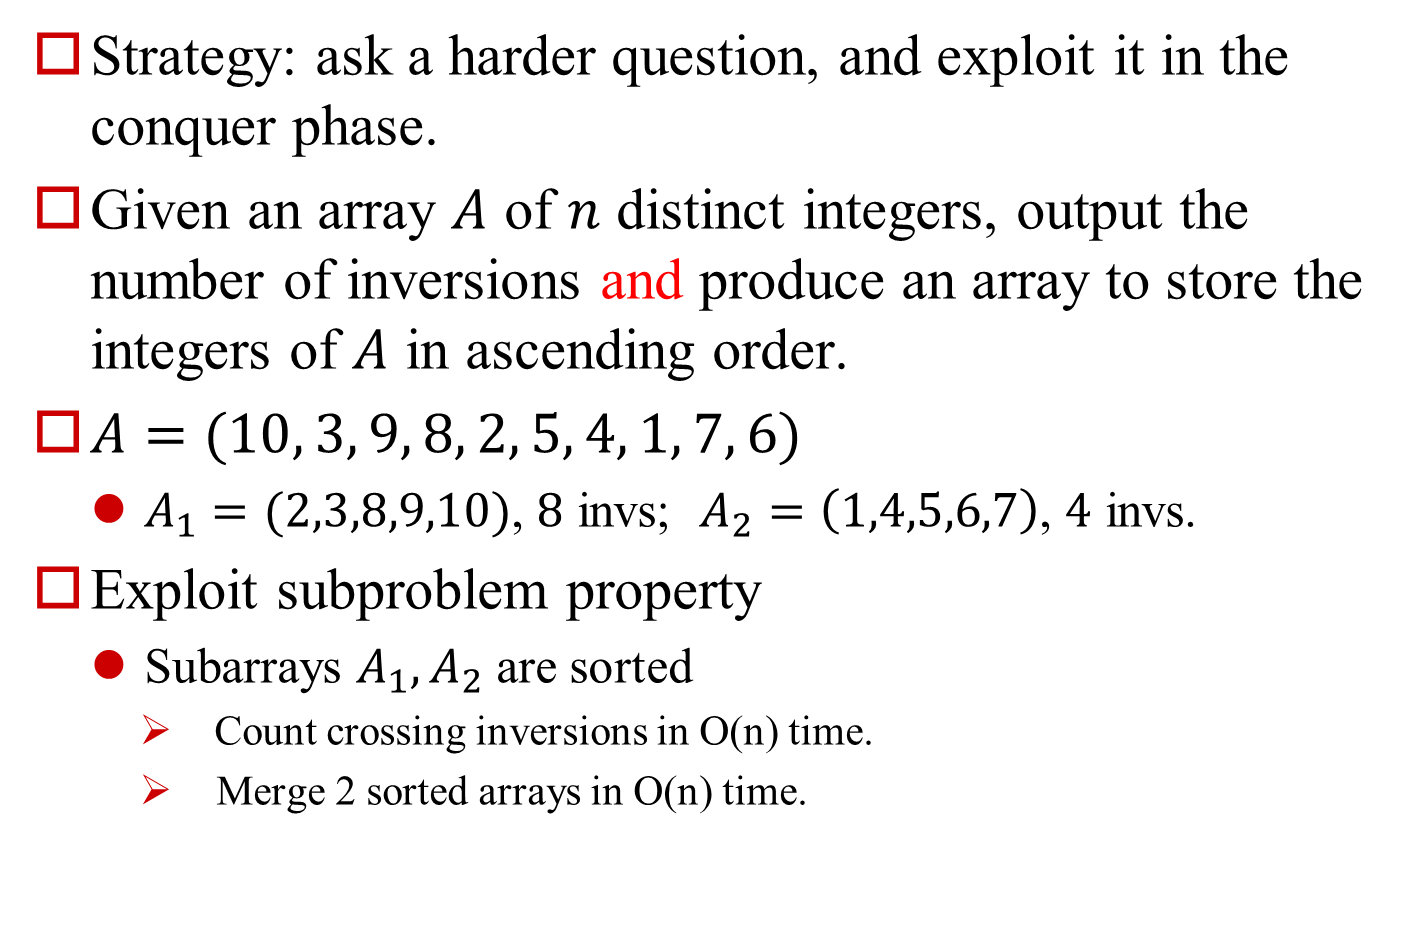 Strategy: ask a harder question, and exploit it in the
conquer phase.
Given an array A of n distinct integers, output the
number of inversions and produce an array to store the
integers of A in ascending order.
A = (10, 3, 9, 8, 2, 5, 4, 1, 7, 6)
A₁ = (2,3,8,9,10), 8 invs; A₂ = (1,4,5,6,7), 4 invs.
Exploit subproblem property
Subarrays A₁, A₂ are sorted
Count crossing inversions in O(n) time.
Merge 2 sorted arrays in O(n) time.